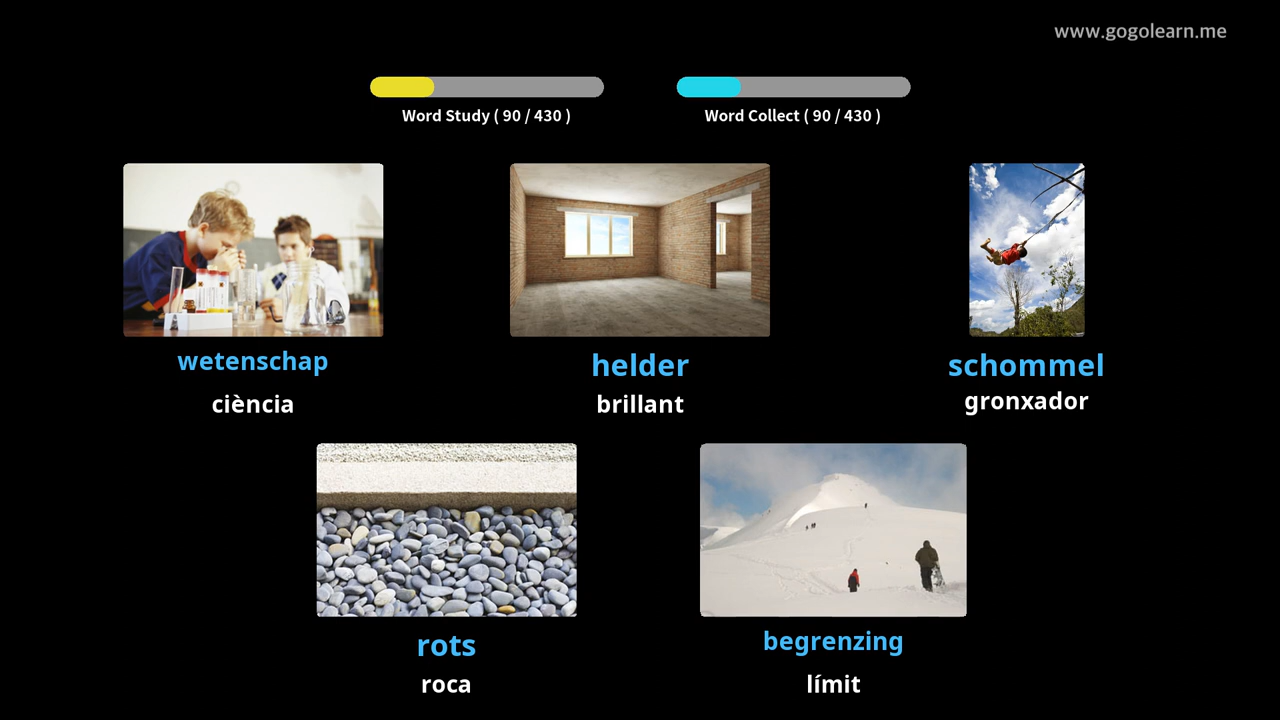 www.gogolearn.me
Word Study ( 90 / 430 )
Word Collect ( 90 / 430 )
wetenschap
ciència
helder
brillant
schommel
gronxador
rots
roca
begrenzing
límit